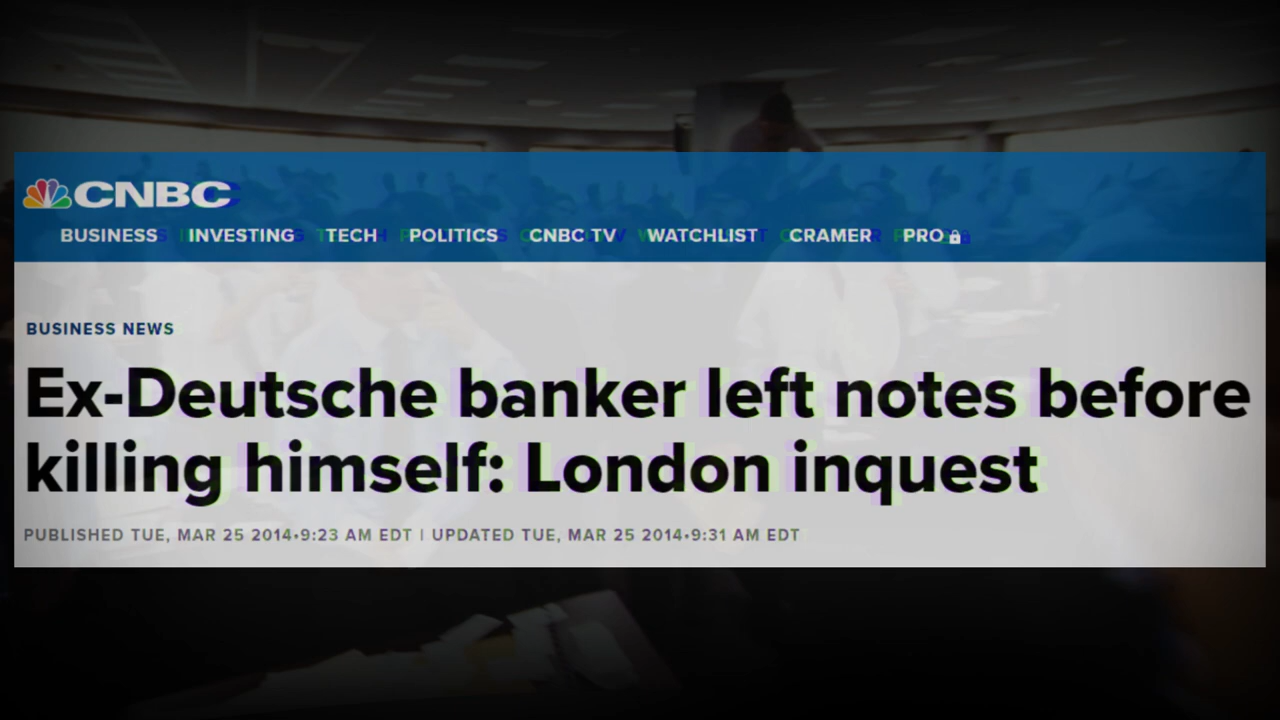 CNBC
BUSINESS INVESTING TECH POLITICS CNBC TV WATCHLIST CRAMER PRO
BUSINESS NEWS
Ex-Deutsche banker left notes before
killing himself: London inquest
PUBLISHED TUE, MAR 25 2014•9:23 AM EDT | UPDATED TUE, MAR 25 2014•9:31 AM EDT